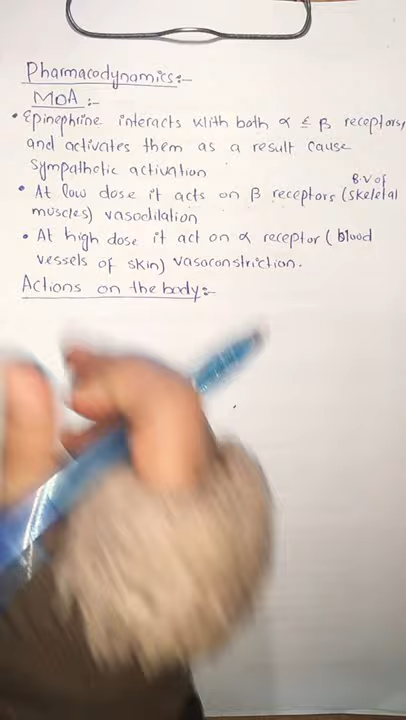 Pharmacodynamics:-
MOA:-
• Epinephrine interacts with both α & β receptors,
and activates them as a result cause
sympathetic activation
• At low dose it acts on β receptors (B.V of skeletal
muscles) vasodilation
• At high dose it act on α receptor (blood
vessels of skin) vasoconstriction.
Actions on the body:-